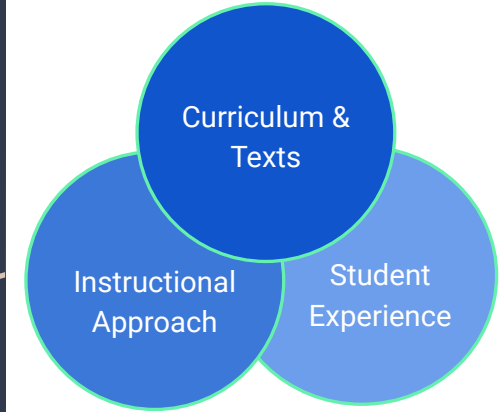 Curriculum &
Texts
Instructional
Approach
Student
Experience